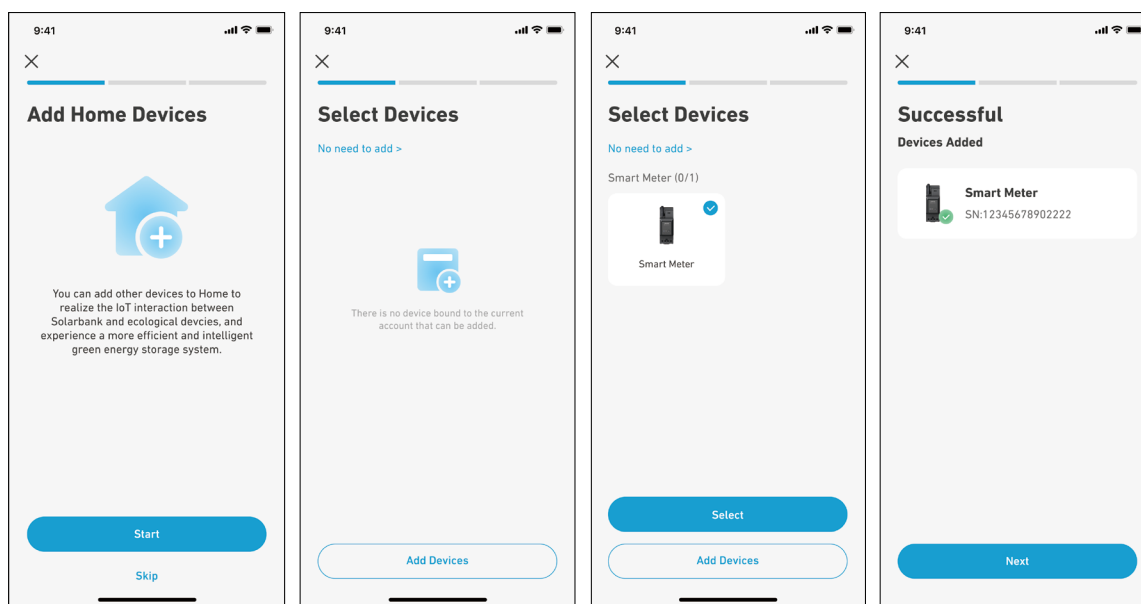 9:41
Add Home Devices
You can add other devices to Home to
realize the IoT interaction between
Solarbank and ecological devcies, and
experience a more efficient and intelligent
green energy storage system.
Start
Skip
9:41
Select Devices
No need to add >
There is no device bound to the current
account that can be added.
Add Devices
9:41
Select Devices
No need to add >
Smart Meter (0/1)
Smart Meter
Select
Add Devices
9:41
Successful
Devices Added
Smart Meter
SN:12345678902222
Next